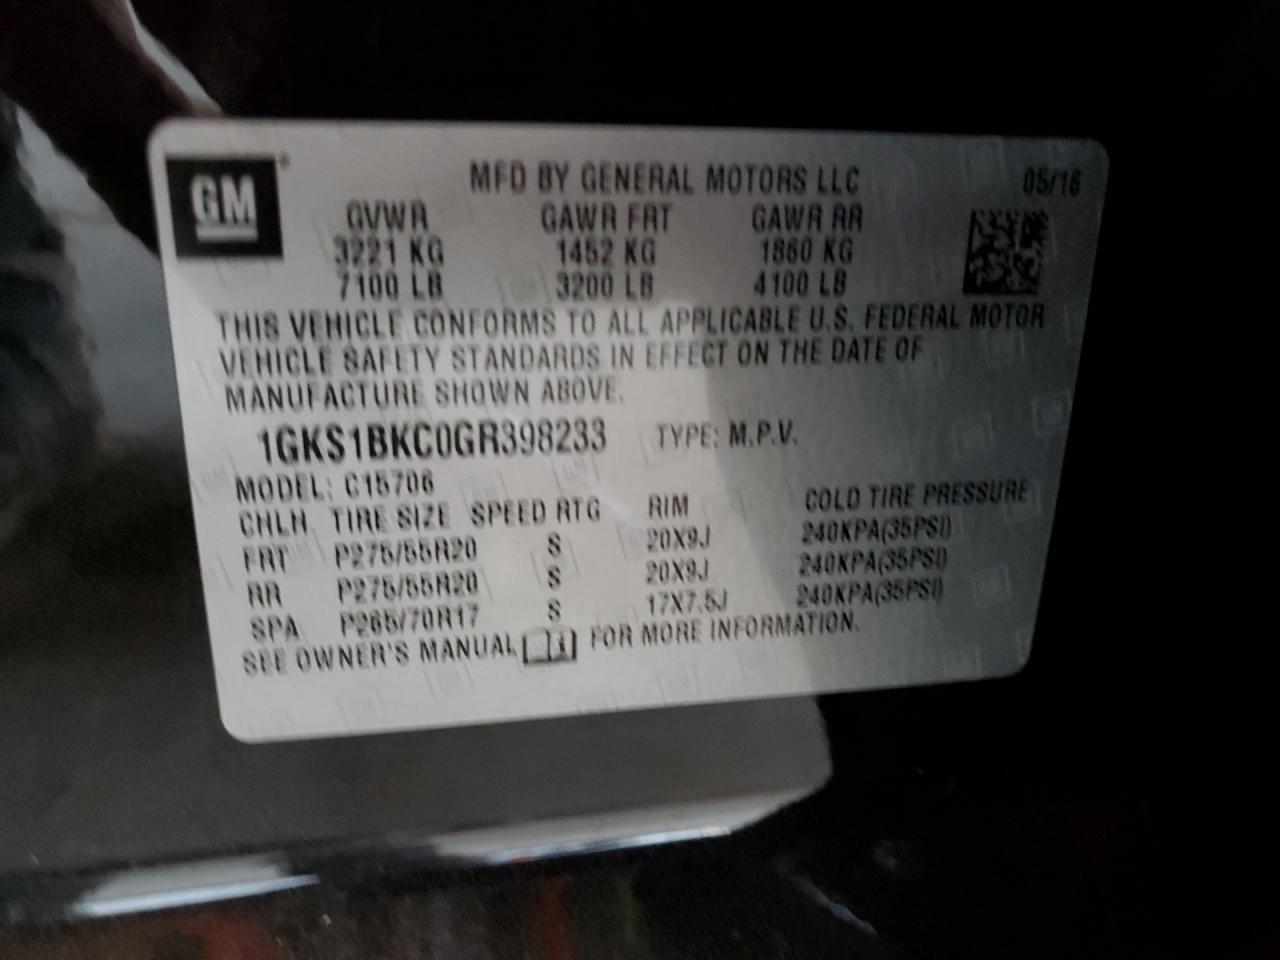 GM
MFD BY GENERAL MOTORS LLC 05/16
GVWR GAWR FRT GAWR RR
3221 KG 1452 KG 1860 KG
7100 LB 3200 LB 4100 LB
THIS VEHICLE CONFORMS TO ALL APPLICABLE U.S. FEDERAL MOTOR
VEHICLE SAFETY STANDARDS IN EFFECT ON THE DATE OF
MANUFACTURE SHOWN ABOVE.
1GKS1BKC0GR398233 TYPE: M.P.V.
MODEL: C15706
CHLH TIRE SIZE SPEED RTG RIM COLD TIRE PRESSURE
FRT P275/55R20 S 20X9J 240KPA(35PSI)
RR P275/55R20 S 20X9J 240KPA(35PSI)
SPA P265/70R17 S 17X7.5J 240KPA(35PSI)
SEE OWNER'S MANUAL FOR MORE INFORMATION.